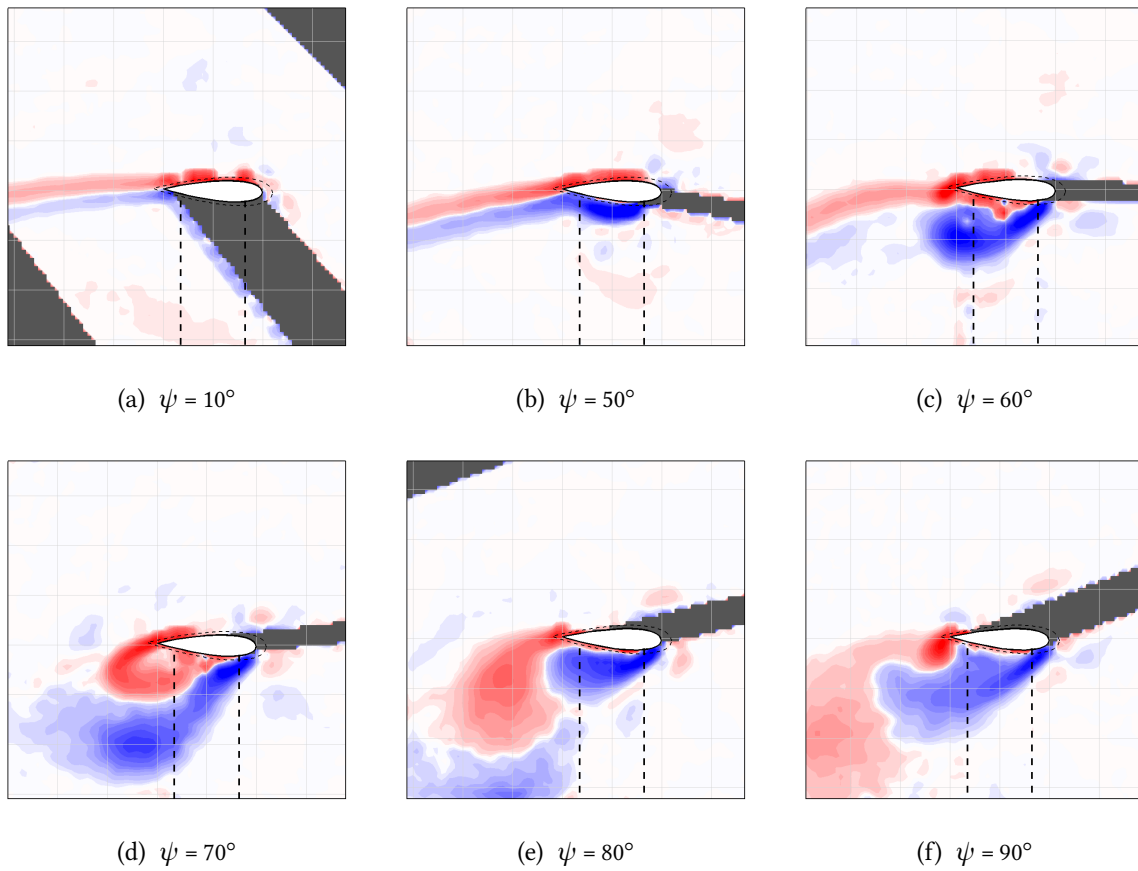 (a) ψ = 10°
(b) ψ = 50°
(c) ψ = 60°
(d) ψ = 70°
(e) ψ = 80°
(f) ψ = 90°